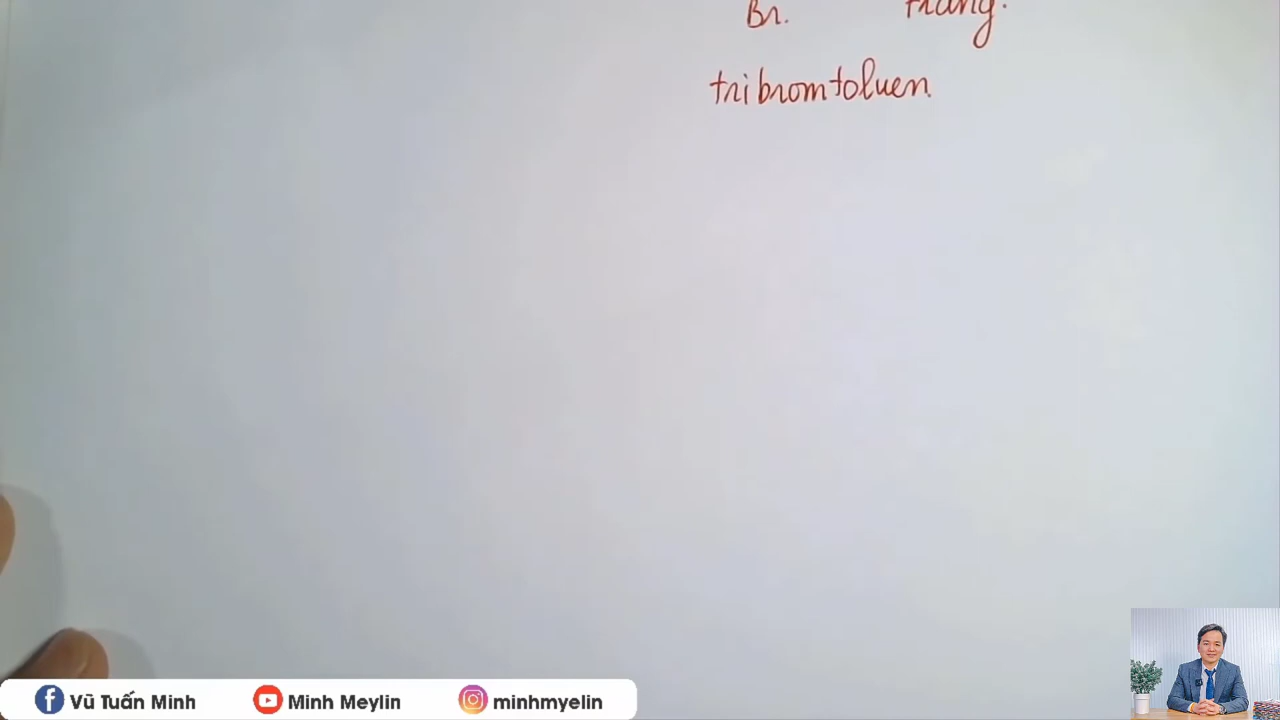 Br.
tribromtoluen.
Vũ Tuấn Minh
Minh Meylin
minhmyelin